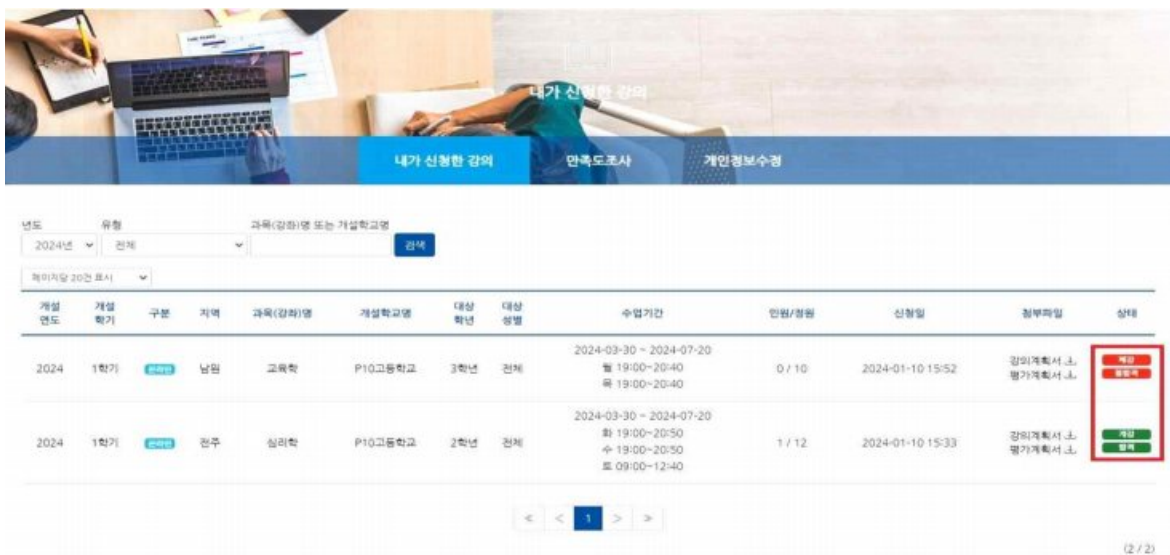 내가 신청한 강의
내가 신청한 강의 만족도조사 개인정보수정
년도 유형 과목(강좌)명 또는 개설학교명
2024년 전체 검색
페이지당 20건 표시
개설 연도 개설 학기 구분 지역 과목(강좌)명 개설학교명 대상 학년 대상 성별 수업기간 인원/정원 신청일 첨부파일 상태
2024-03-30 ~ 2024-07-20
2024 1학기 온라인 남원 교육학 P10고등학교 3학년 전체 월 19:00~20:40 0 / 10 2024-01-10 15:52 강의계획서 폐강
목 19:00~20:40 평가계획서 불합격
2024-03-30 ~ 2024-07-20
화 19:00~20:50
2024 1학기 온라인 전주 심리학 P10고등학교 2학년 전체 수 19:00~20:50 1 / 12 2024-01-10 15:33 강의계획서 개강
토 09:00~12:40 평가계획서 합격
« < 1 > »
(2 / 2)